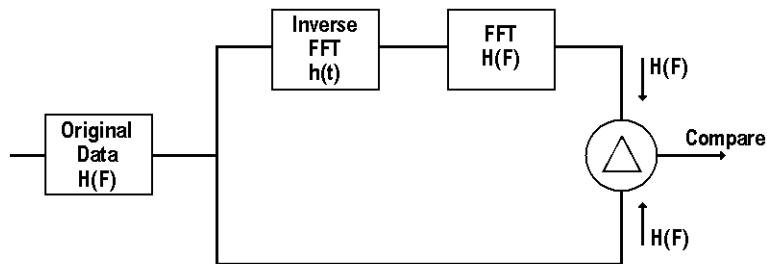 Inverse
FFT
h(t)
FFT
H(F)
H(F)
Original
Data
H(F)
Compare
H(F)